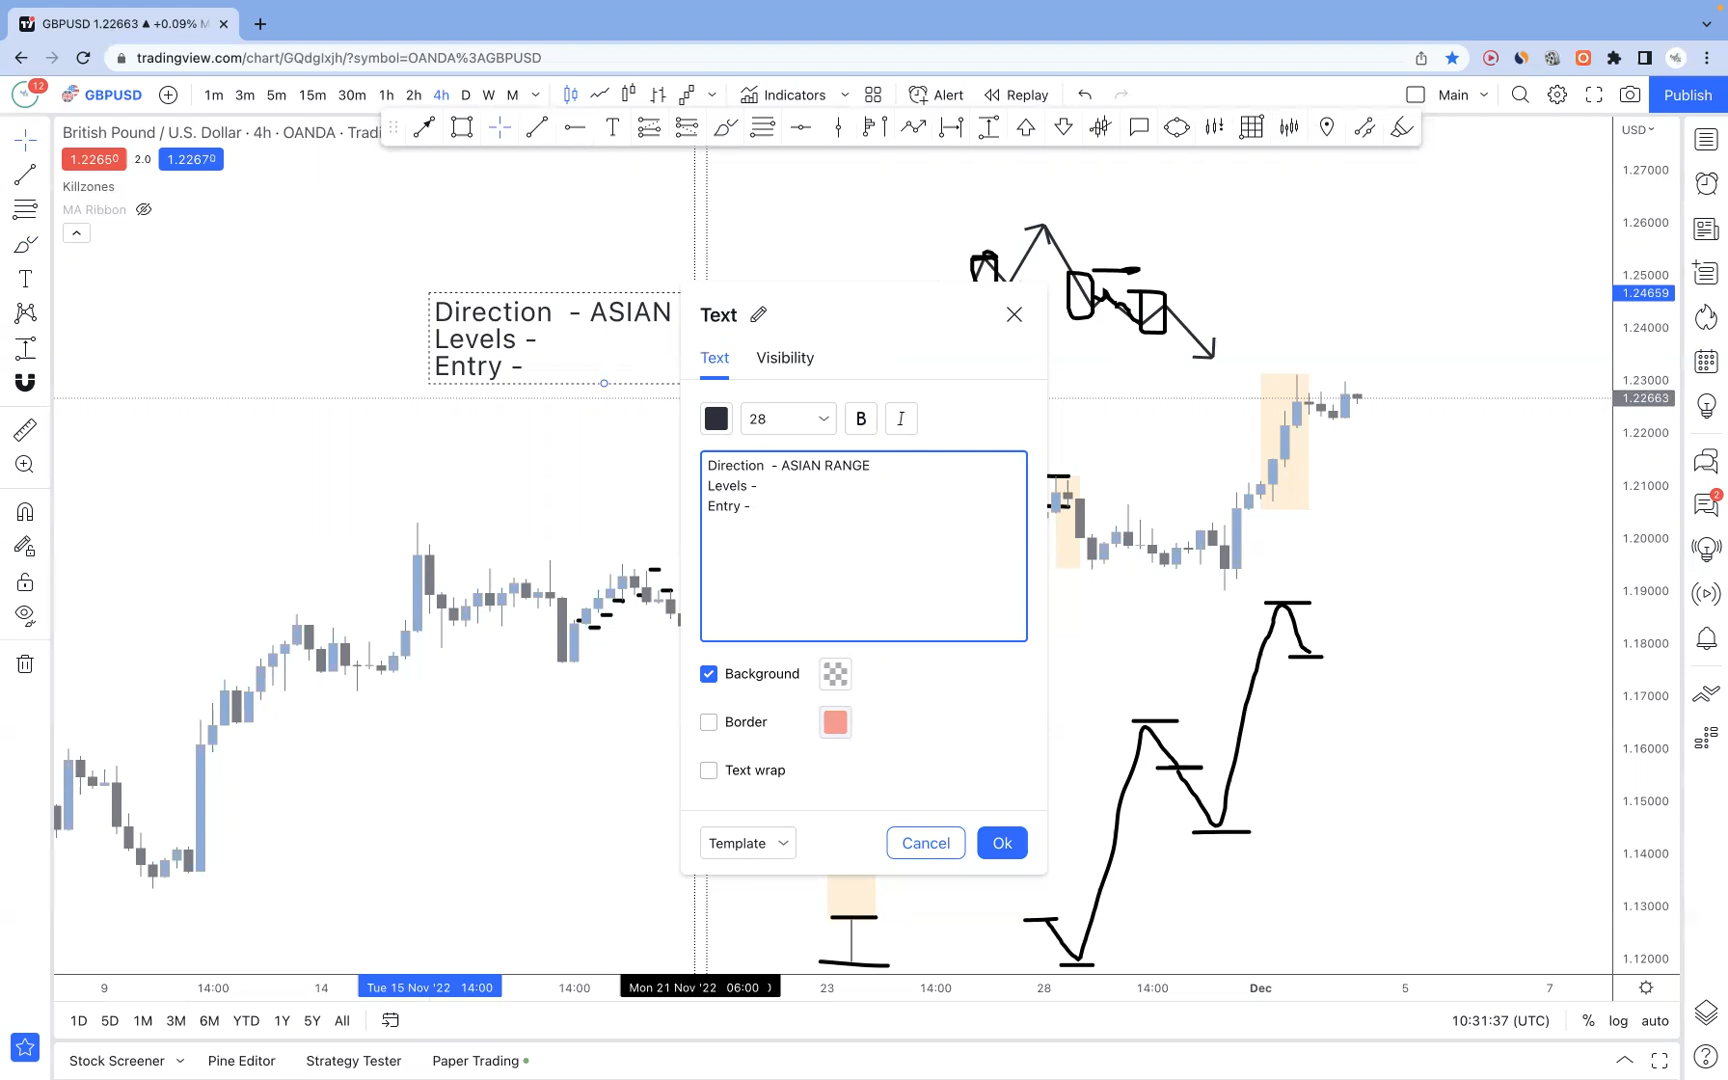 GBPUSD 1.22663 ▲ +0.09%
tradingview.com/chart/GQdglxjh/?symbol=OANDA%3AGBPUSD
12
GBPUSD
1m 3m 5m 15m 30m 1h 2h 4h D W M
Indicators
Alert
Replay
Main
Publish
British Pound / U.S. Dollar · 4h · OANDA
USD
1.22650 2.0 1.22670
Killzones
MA Ribbon
1.27000
1.26000
1.25000
1.24659
1.24000
1.23000
1.22663
1.22000
1.21000
1.20000
1.19000
1.18000
1.17000
1.16000
1.15000
1.14000
1.13000
1.12000
2
Direction - ASIAN
Levels -
Entry -
Text
Text Visibility
28 B I
Direction - ASIAN RANGE
Levels -
Entry -
Background
Border
Text wrap
Template Cancel Ok
9 14:00 14 Tue 15 Nov '22 14:00 14:00 Mon 21 Nov '22 06:00 23 14:00 28 14:00 Dec 5 7
1D 5D 1M 3M 6M YTD 1Y 5Y All
10:31:37 (UTC) % log auto
Stock Screener Pine Editor Strategy Tester Paper Trading